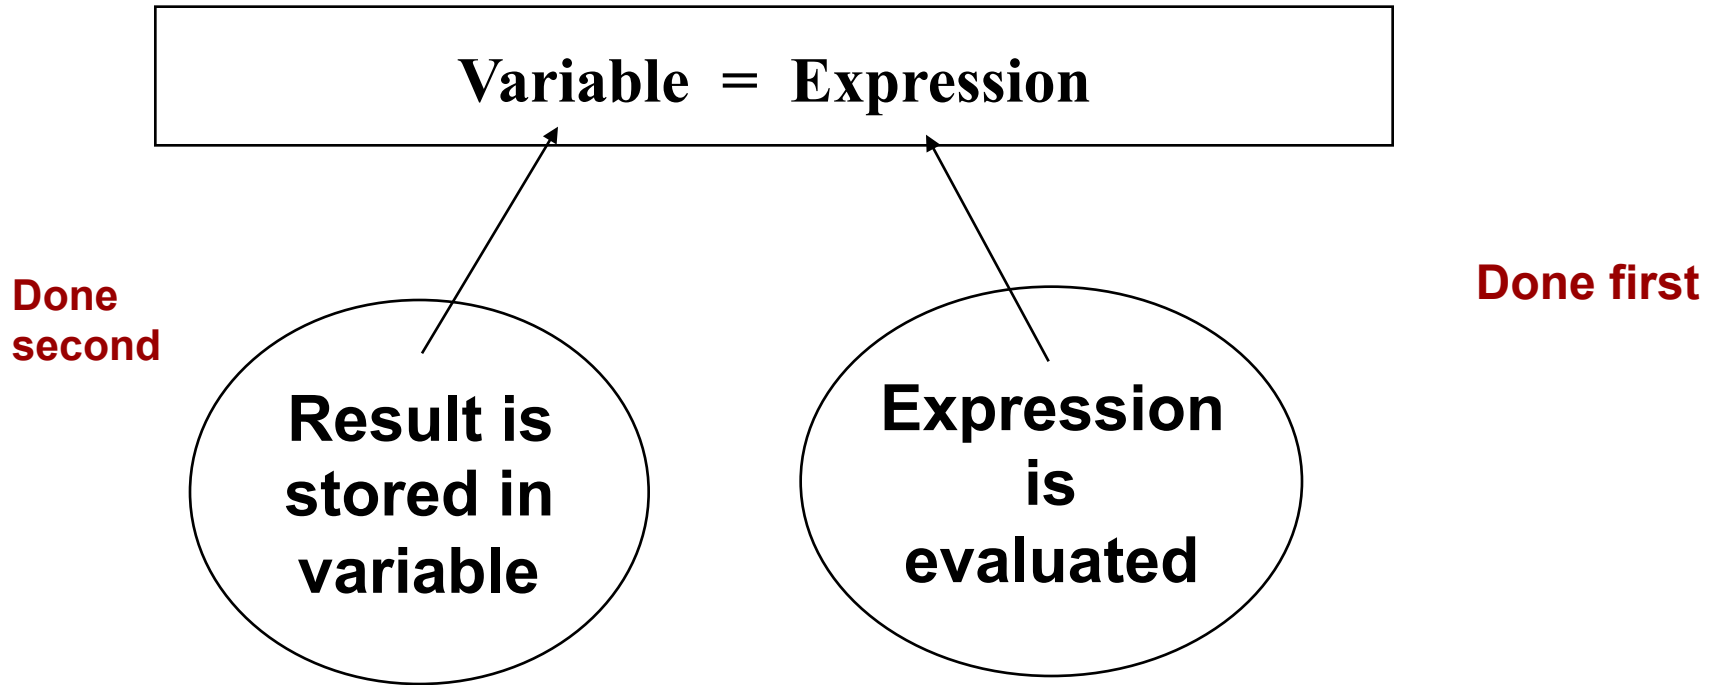 Variable = Expression
Done
second
Done first
Result is
stored in
variable
Expression
is
evaluated